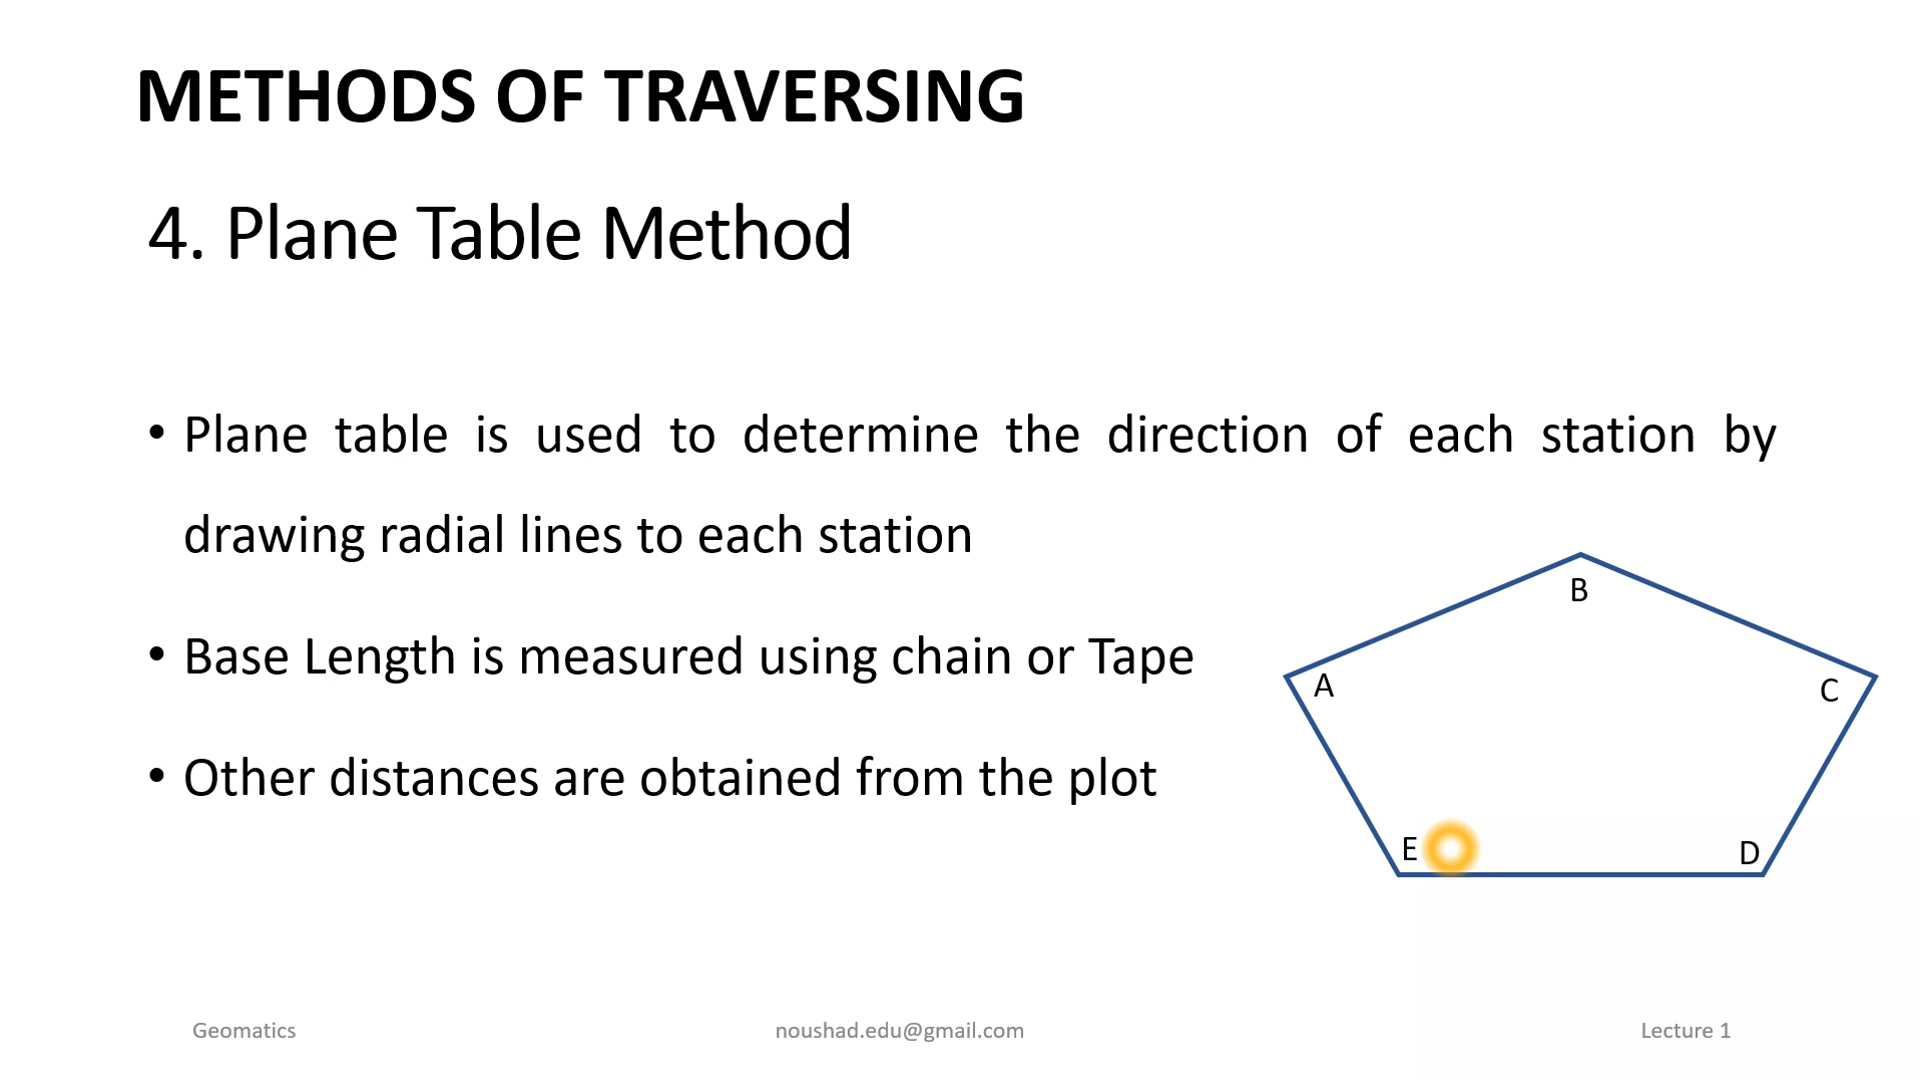 METHODS OF TRAVERSING
4. Plane Table Method
• Plane table is used to determine the direction of each station by
drawing radial lines to each station
• Base Length is measured using chain or Tape
• Other distances are obtained from the plot
B
A
C
E
D
Geomatics
noushad.edu@gmail.com
Lecture 1